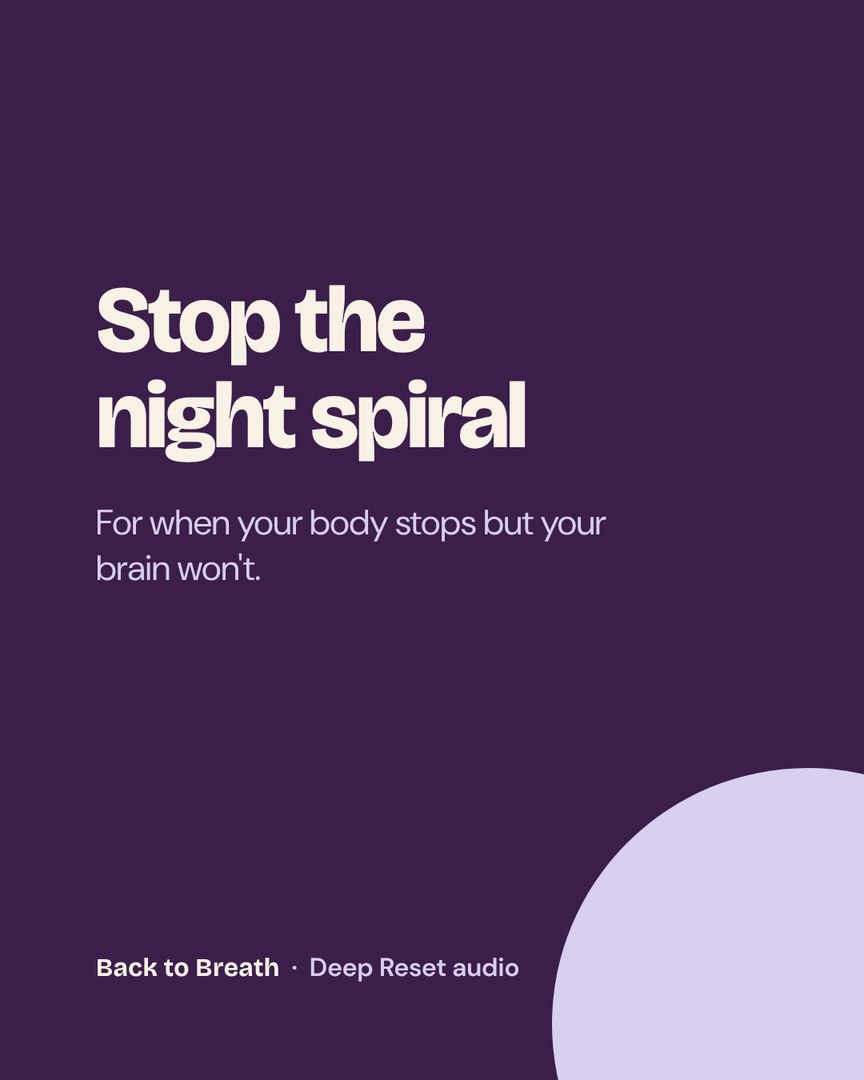 Stop the
night spiral
For when your body stops but your
brain won't.
Back to Breath · Deep Reset audio